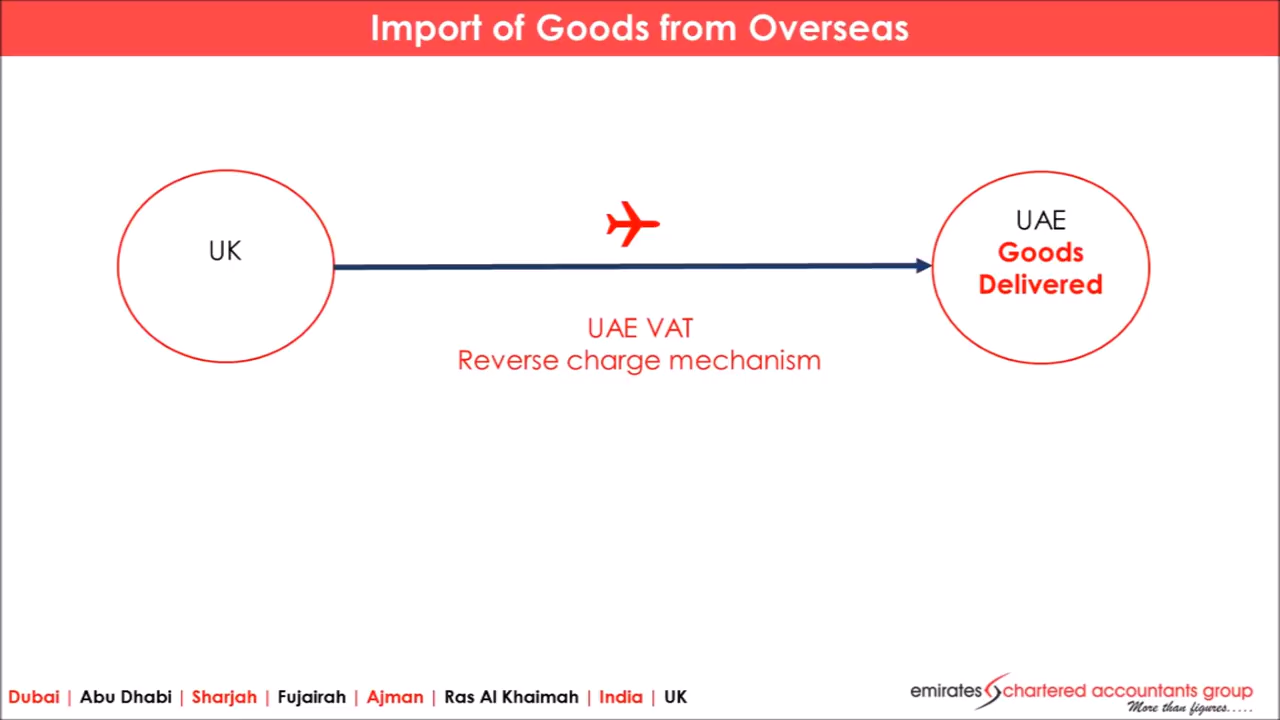 Import of Goods from Overseas
UK
UAE
Goods
Delivered
UAE VAT
Reverse charge mechanism
Dubai | Abu Dhabi | Sharjah | Fujairah | Ajman | Ras Al Khaimah | India | UK
emirates chartered accountants group
More than figures.....